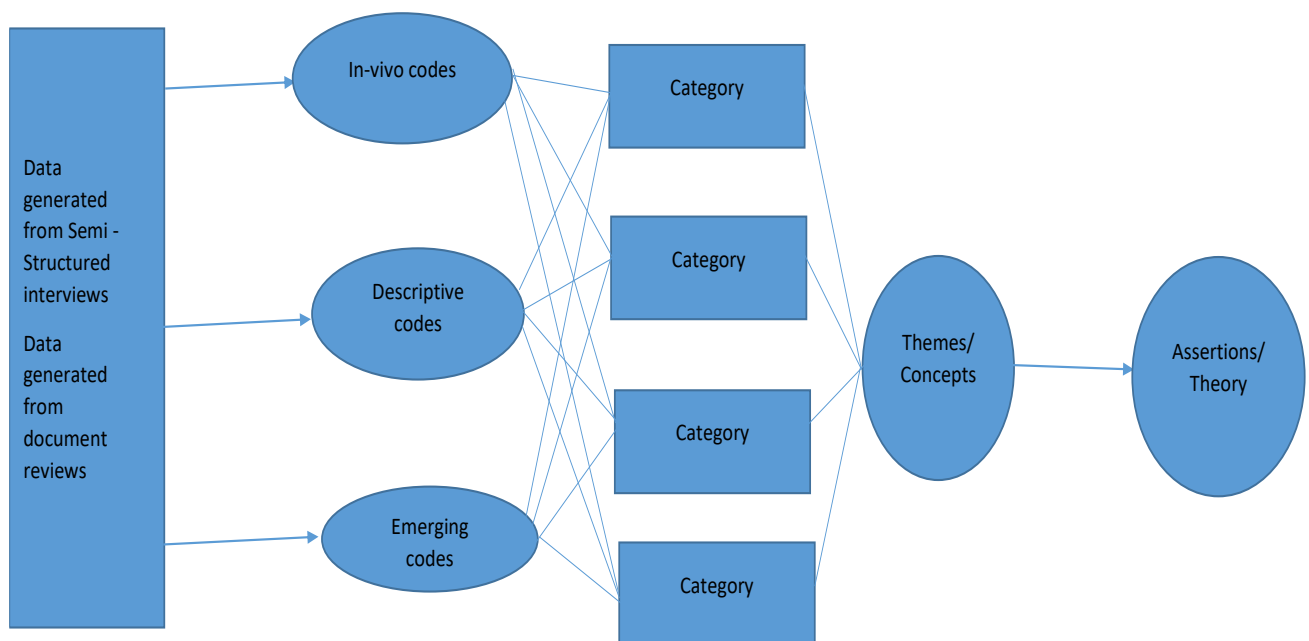 Data
generated
from Semi -
Structured
interviews
Data
generated
from
document
reviews
In-vivo codes
Descriptive
codes
Emerging
codes
Category
Category
Category
Category
Themes/
Concepts
Assertions/
Theory